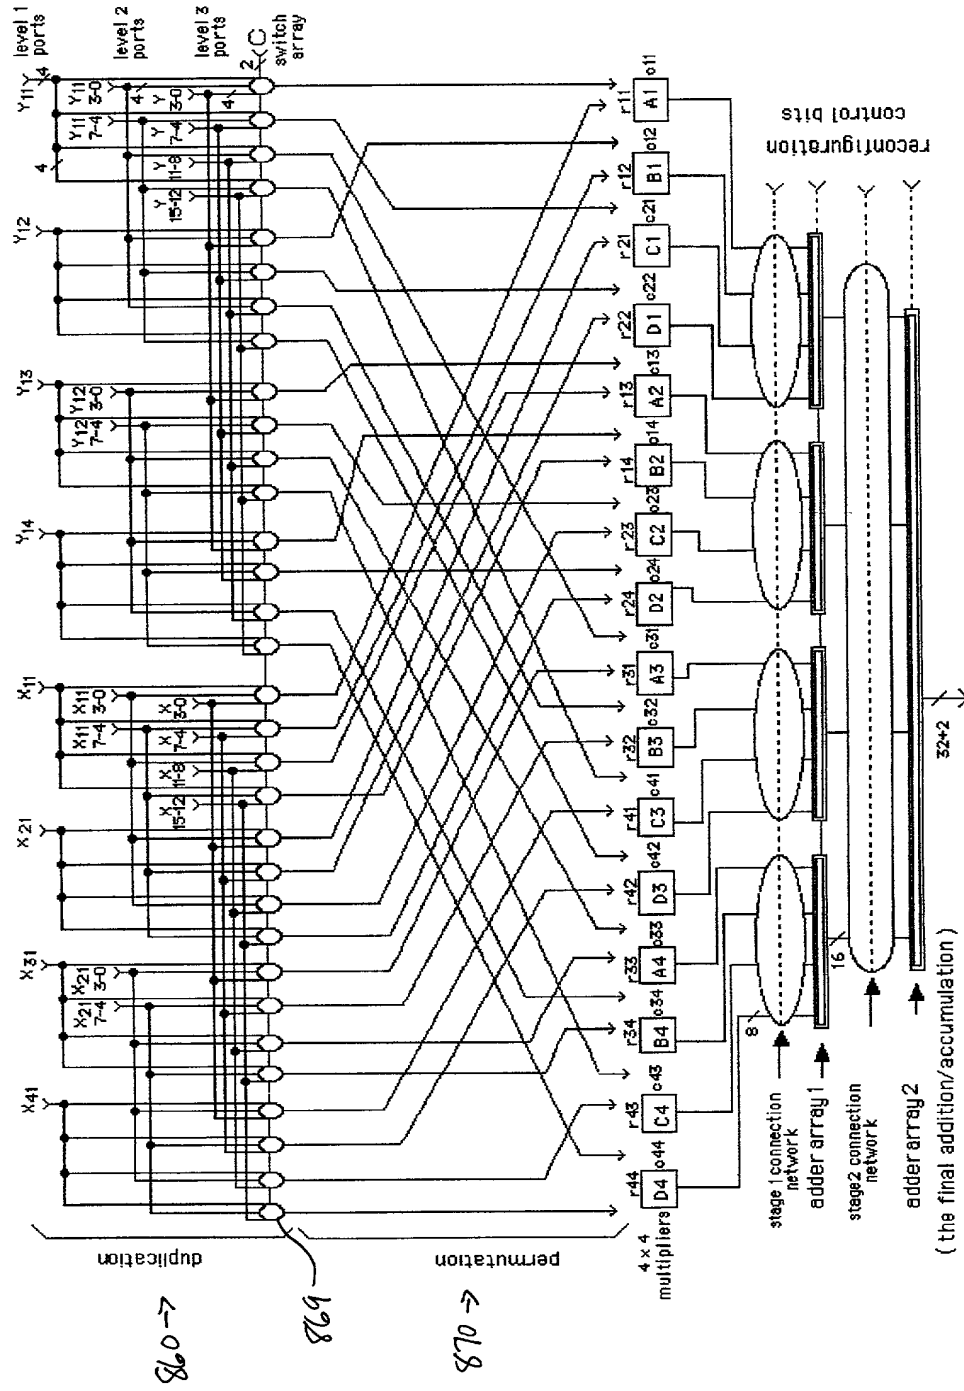 level 1
ports
level 2
ports
level 3
ports
2
C
switch
array
4
4
Y11
Y12
Y13
Y14
X11
X21
X31
X41
Y11
3-0
Y11
7-4
4
Y12
3-0
Y12
7-4
X11
3-0
X11
7-4
X21
3-0
X21
7-4
Y
3-0
4
Y
7-4
Y
11-8
Y
15-12
X
3-0
X
7-4
X
11-8
X
15-12
duplication
860 →
869
permutation
870 →
4 x 4
multipliers
r11
A1
c11
r12
B1
c12
r21
C1
c21
r22
D1
c22
r13
A2
c13
r14
B2
c14
r23
C2
c23
r24
D2
c24
r31
A3
c31
r32
B3
c32
r41
C3
c41
r42
D3
c42
r33
A4
c33
r34
B4
c34
r43
C4
c43
r44
D4
c44
reconfiguration
control bits
8
16
stage 1 connection
network
adder array 1
stage2 connection
network
adder array 2
( the final addition/accumulation )
32+2